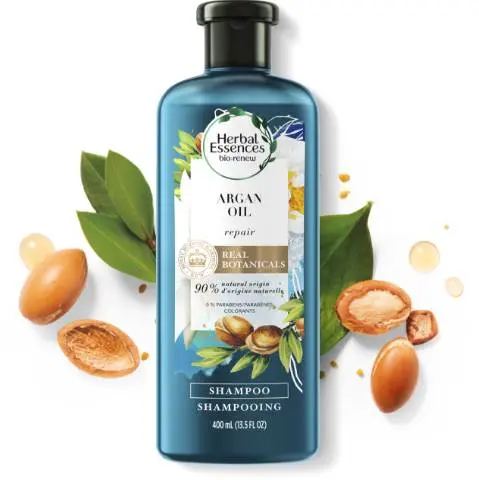 Herbal
Essences
bio:renew
ARGAN
OIL
repair
REAL
BOTANICALS
90% natural origin
d'origine naturelle
0 % PARABENS/PARABÈNES
COLORANTS
SHAMPOO
SHAMPOOING
400 mL (13.5 FL OZ)